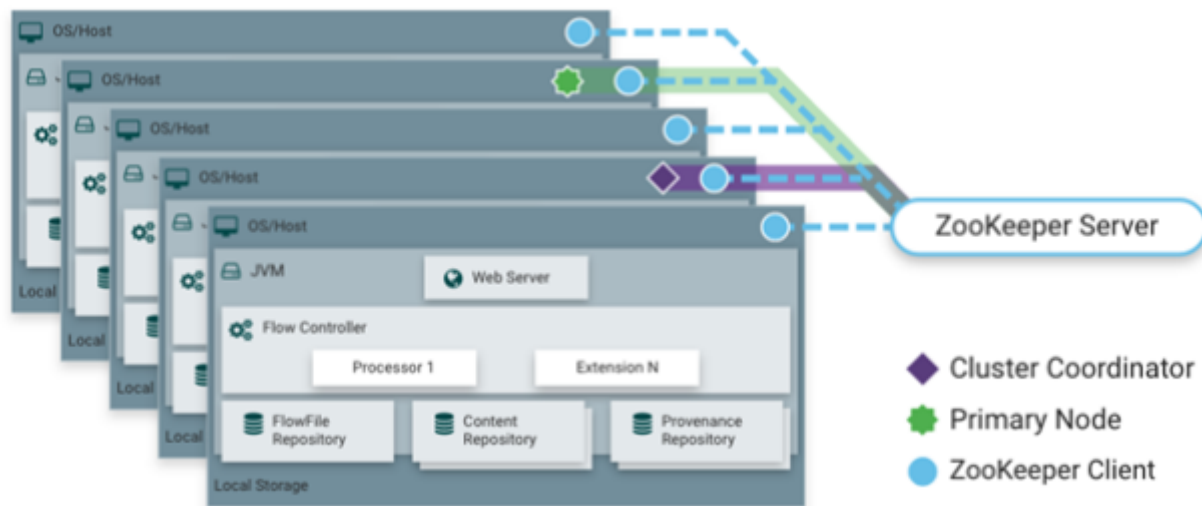 OS/Host
OS/Host
OS/Host
OS/Host
OS/Host
ZooKeeper Server
JVM
Web Server
Local
Flow Controller
Local
Processor 1
Extension N
Cluster Coordinator
Local
FlowFile
Repository
Content
Repository
Provenance
Repository
Primary Node
Local
Local Storage
ZooKeeper Client